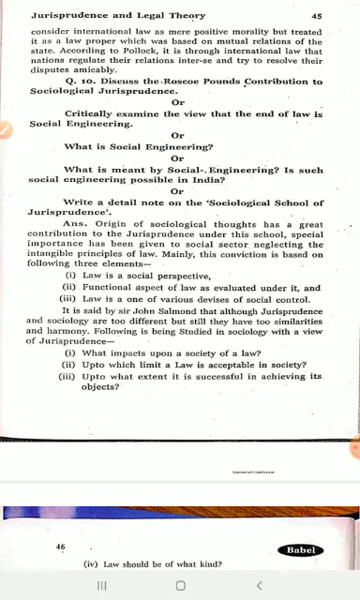 Jurisprudence and Legal Theory 45
consider international law as mere positive morality but treated
it as a law proper which was based on mutual relations of the
state. According to Pollock, it is through international law that
nations regulate their relations inter-se and try to resolve their
disputes amicably.
Q. 10. Discuss the Roscoe Pounds Contribution to
Sociological Jurisprudence.
Or
Critically examine the view that the end of law is
Social Engineering.
Or
What is Social Engineering?
Or
What is meant by Social-. Engineering? Is such
social engineering possible in India?
Or
Write a detail note on the 'Sociological School of
Jurisprudence'.
Ans. Origin of sociological thoughts has a great
contribution to the Jurisprudence under this school, special
importance has been given to social sector neglecting the
intangible principles of law. Mainly, this conviction is based on
following three elements—
(i) Law is a social perspective,
(ii) Functional aspect of law as evaluated under it, and
(iii) Law is a one of various devises of social control.
It is said by sir John Salmond that although Jurisprudence
and sociology are too different but still they have too similarities
and harmony. Following is being Studied in sociology with a view
of Jurisprudence—
(i) What impacts upon a society of a law?
(ii) Upto which limit a Law is acceptable in society?
(iii) Upto what extent it is successful in achieving its
objects?
Scanned with CamScanner
46 Babel
(iv) Law should be of what kind?